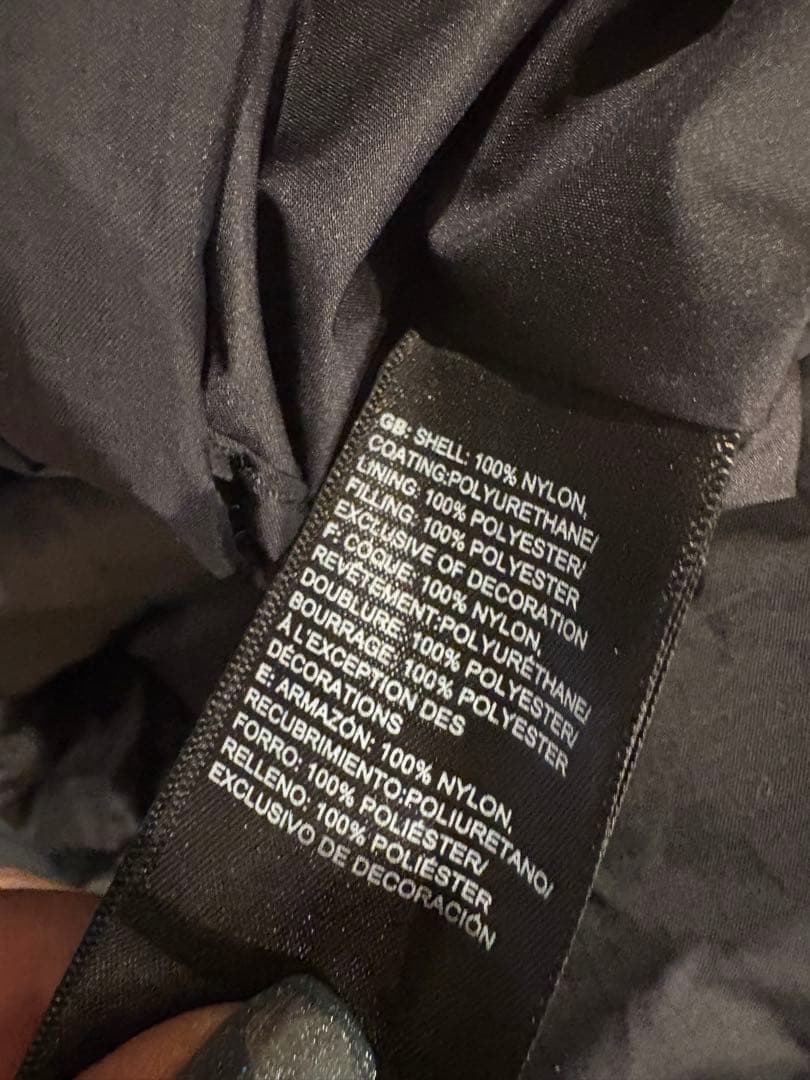 GB: SHELL: 100% NYLON,
COATING:POLYURETHANE/
LINING: 100% POLYESTER/
FILLING: 100% POLYESTER
EXCLUSIVE OF DECORATION
F: COQUE: 100% NYLON,
REVÊTEMENT:POLYURÉTHANE/
DOUBLURE: 100% POLYESTER/
BOURRAGE: 100% POLYESTER
À L'EXCEPTION DES
DÉCORATIONS
E: ARMAZÓN: 100% NYLON,
RECUBRIMIENTO:POLIURETANO/
FORRO: 100% POLIÉSTER/
RELLENO: 100% POLIÉSTER
EXCLUSIVO DE DECORACIÓN